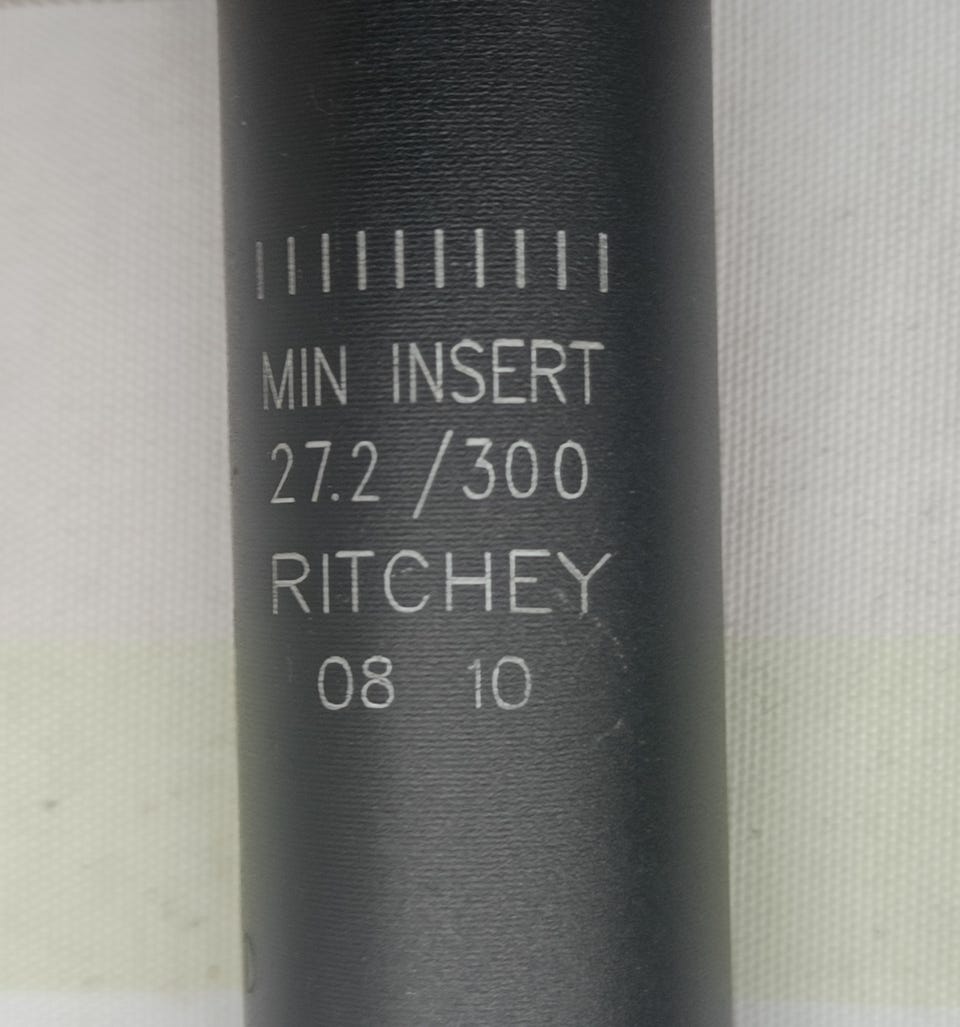 MIN INSERT
27.2 /300
RITCHEY
08 10